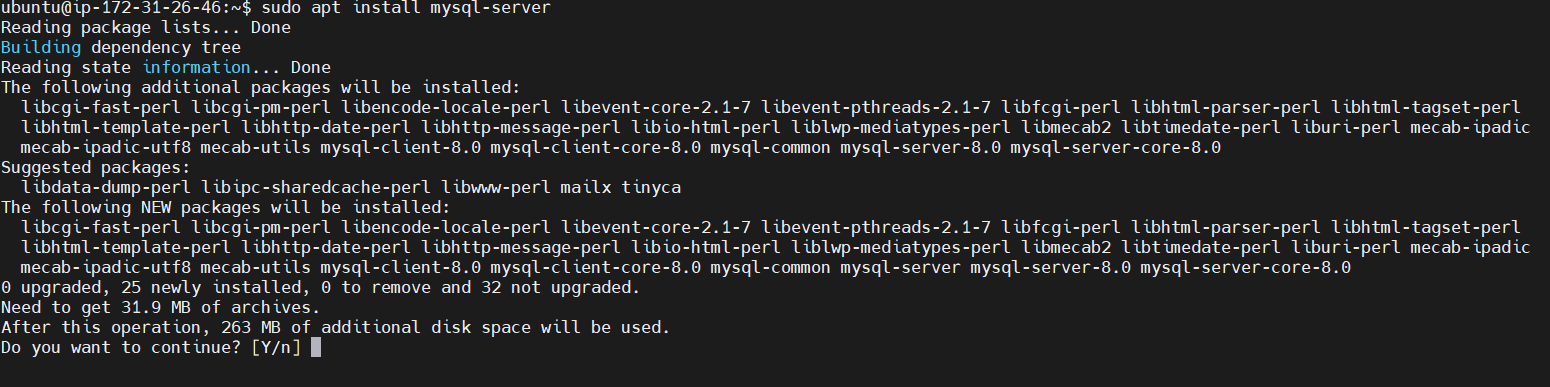 ubuntu@ip-172-31-26-46:~$ sudo apt install mysql-server
Reading package lists... Done
Building dependency tree
Reading state information... Done
The following additional packages will be installed:
  libcgi-fast-perl libcgi-pm-perl libencode-locale-perl libevent-core-2.1-7 libevent-pthreads-2.1-7 libfcgi-perl libhtml-parser-perl libhtml-tagset-perl
  libhtml-template-perl libhttp-date-perl libhttp-message-perl libio-html-perl liblwp-mediatypes-perl libmecab2 libtimedate-perl liburi-perl mecab-ipadic
  mecab-ipadic-utf8 mecab-utils mysql-client-8.0 mysql-client-core-8.0 mysql-common mysql-server-8.0 mysql-server-core-8.0
Suggested packages:
  libdata-dump-perl libipc-sharedcache-perl libwww-perl mailx tinyca
The following NEW packages will be installed:
  libcgi-fast-perl libcgi-pm-perl libencode-locale-perl libevent-core-2.1-7 libevent-pthreads-2.1-7 libfcgi-perl libhtml-parser-perl libhtml-tagset-perl
  libhtml-template-perl libhttp-date-perl libhttp-message-perl libio-html-perl liblwp-mediatypes-perl libmecab2 libtimedate-perl liburi-perl mecab-ipadic
  mecab-ipadic-utf8 mecab-utils mysql-client-8.0 mysql-client-core-8.0 mysql-common mysql-server mysql-server-8.0 mysql-server-core-8.0
0 upgraded, 25 newly installed, 0 to remove and 32 not upgraded.
Need to get 31.9 MB of archives.
After this operation, 263 MB of additional disk space will be used.
Do you want to continue? [Y/n]